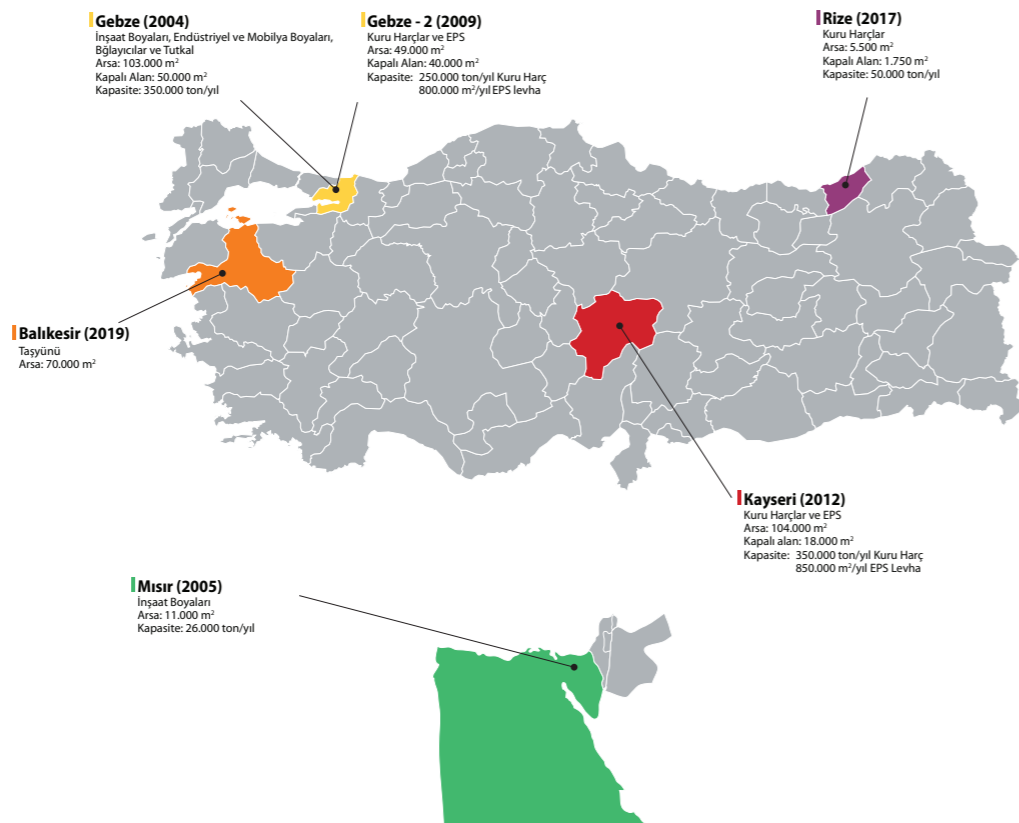 Gebze (2004)
İnşaat Boyaları, Endüstriyel ve Mobilya Boyaları,
Bğlayıcılar ve Tutkal
Arsa: 103.000 m²
Kapalı Alan: 50.000 m²
Kapasite: 350.000 ton/yıl
Gebze - 2 (2009)
Kuru Harçlar ve EPS
Arsa: 49.000 m²
Kapalı Alan: 40.000 m²
Kapasite: 250.000 ton/yıl Kuru Harç
800.000 m²/yıl EPS levha
Rize (2017)
Kuru Harçlar
Arsa: 5.500 m²
Kapalı Alan: 1.750 m²
Kapasite: 50.000 ton/yıl
Balıkesir (2019)
Taşyünü
Arsa: 70.000 m²
Kayseri (2012)
Kuru Harçlar ve EPS
Arsa: 104.000 m²
Kapalı alan: 18.000 m²
Kapasite: 350.000 ton/yıl Kuru Harç
850.000 m²/yıl EPS Levha
Mısır (2005)
İnşaat Boyaları
Arsa: 11.000 m²
Kapasite: 26.000 ton/yıl